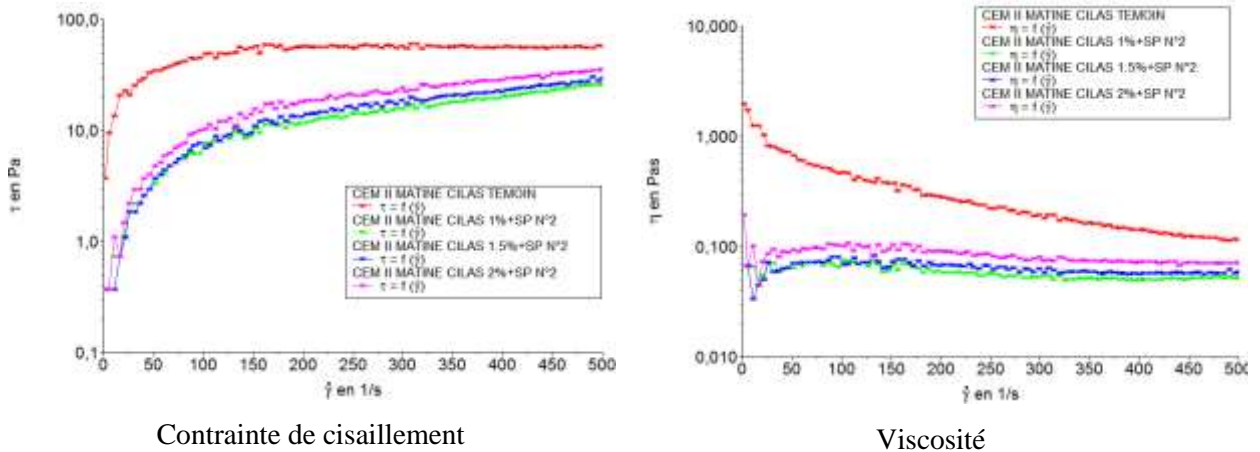 100,0
10,0
1,0
0,1
τ en Pa
CEM II MATINE CILAS TEMOIN
τ = f (γ̇)
CEM II MATINE CILAS 1%+SP N°2
τ = f (γ̇)
CEM II MATINE CILAS 1.5%+SP N°2
τ = f (γ̇)
CEM II MATINE CILAS 2%+SP N°2
τ = f (γ̇)
0 50 100 150 200 250 300 350 400 450 500
γ̇ en 1/s
Contrainte de cisaillement
10,000
1,000
0,100
0,010
η en Pas
CEM II MATINE CILAS TEMOIN
η = f (γ̇)
CEM II MATINE CILAS 1%+SP N°2
η = f (γ̇)
CEM II MATINE CILAS 1.5%+SP N°2
η = f (γ̇)
CEM II MATINE CILAS 2%+SP N°2
η = f (γ̇)
0 50 100 150 200 250 300 350 400 450 500
γ̇ en 1/s
Viscosité